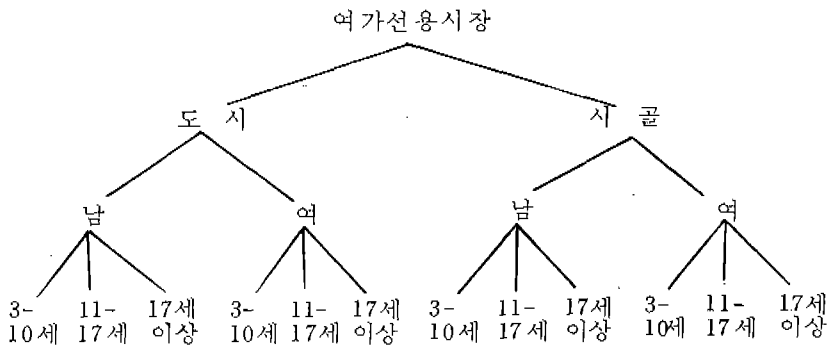 여가선용시장
도 시 시 골
남 여 남 여
3- 11- 17세 3- 11- 17세 3- 11- 17세 3- 11- 17세
10세 17세 이상 10세 17세 이상 10세 17세 이상 10세 17세 이상